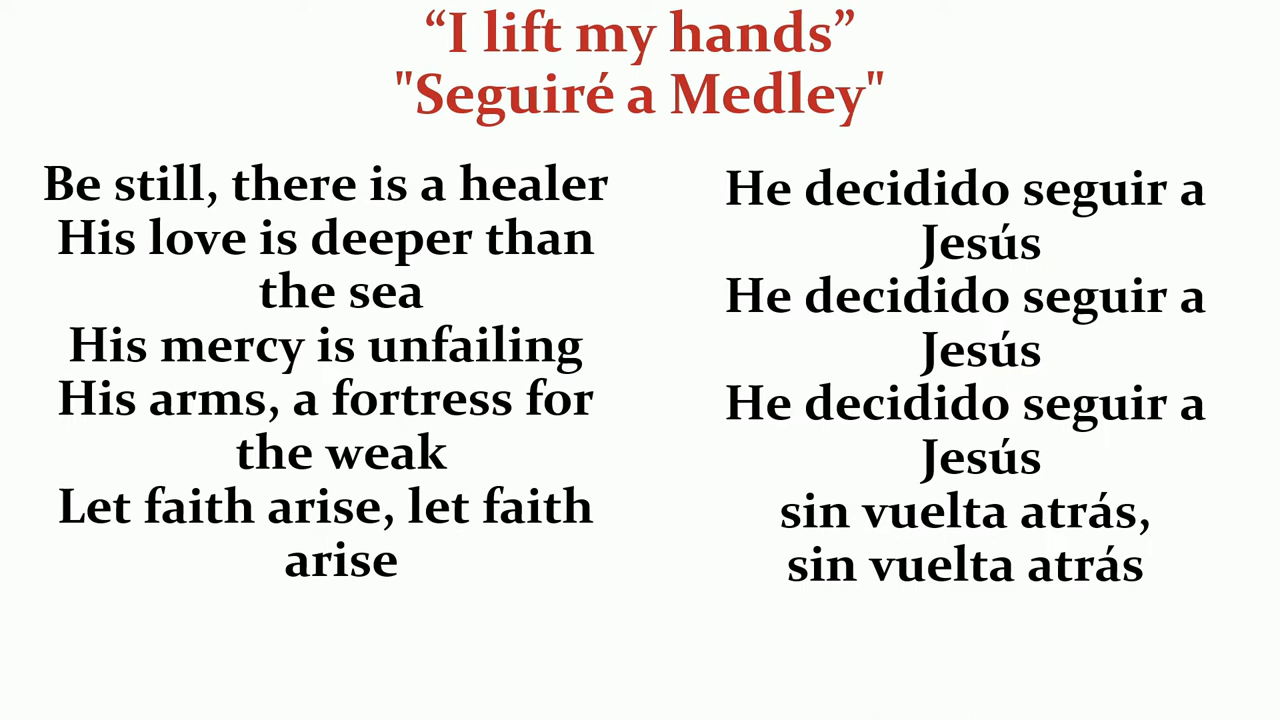 “I lift my hands”
"Seguiré a Medley"
Be still, there is a healer
His love is deeper than
the sea
His mercy is unfailing
His arms, a fortress for
the weak
Let faith arise, let faith
arise
He decidido seguir a
Jesús
He decidido seguir a
Jesús
He decidido seguir a
Jesús
sin vuelta atrás,
sin vuelta atrás